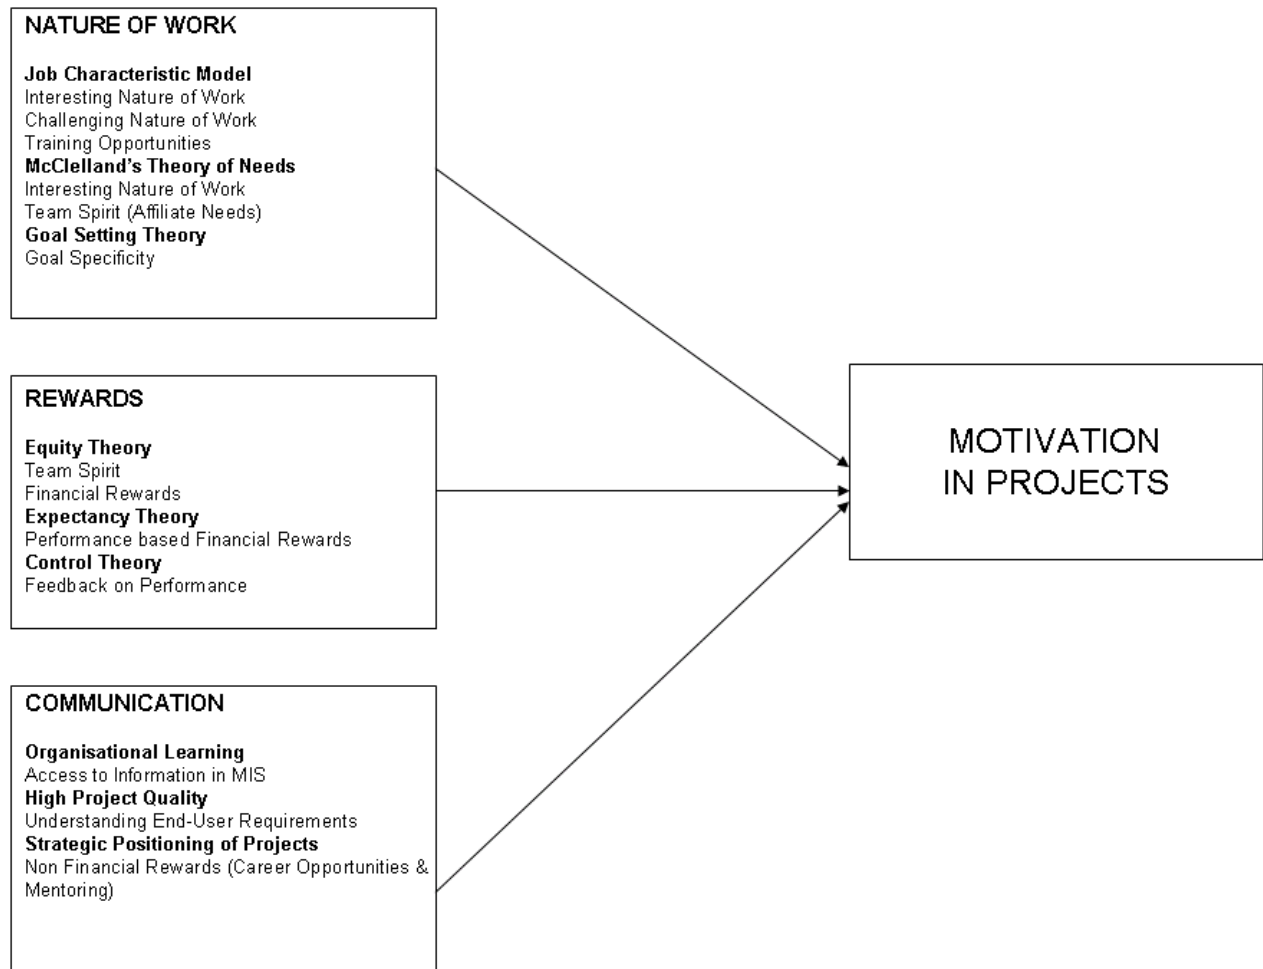 NATURE OF WORK
Job Characteristic Model
Interesting Nature of Work
Challenging Nature of Work
Training Opportunities
McClelland's Theory of Needs
Interesting Nature of Work
Team Spirit (Affiliate Needs)
Goal Setting Theory
Goal Specificity
REWARDS
Equity Theory
Team Spirit
Financial Rewards
Expectancy Theory
Performance based Financial Rewards
Control Theory
Feedback on Performance
COMMUNICATION
Organisational Learning
Access to Information in MIS
High Project Quality
Understanding End-User Requirements
Strategic Positioning of Projects
Non Financial Rewards (Career Opportunities &
Mentoring)
MOTIVATION
IN PROJECTS